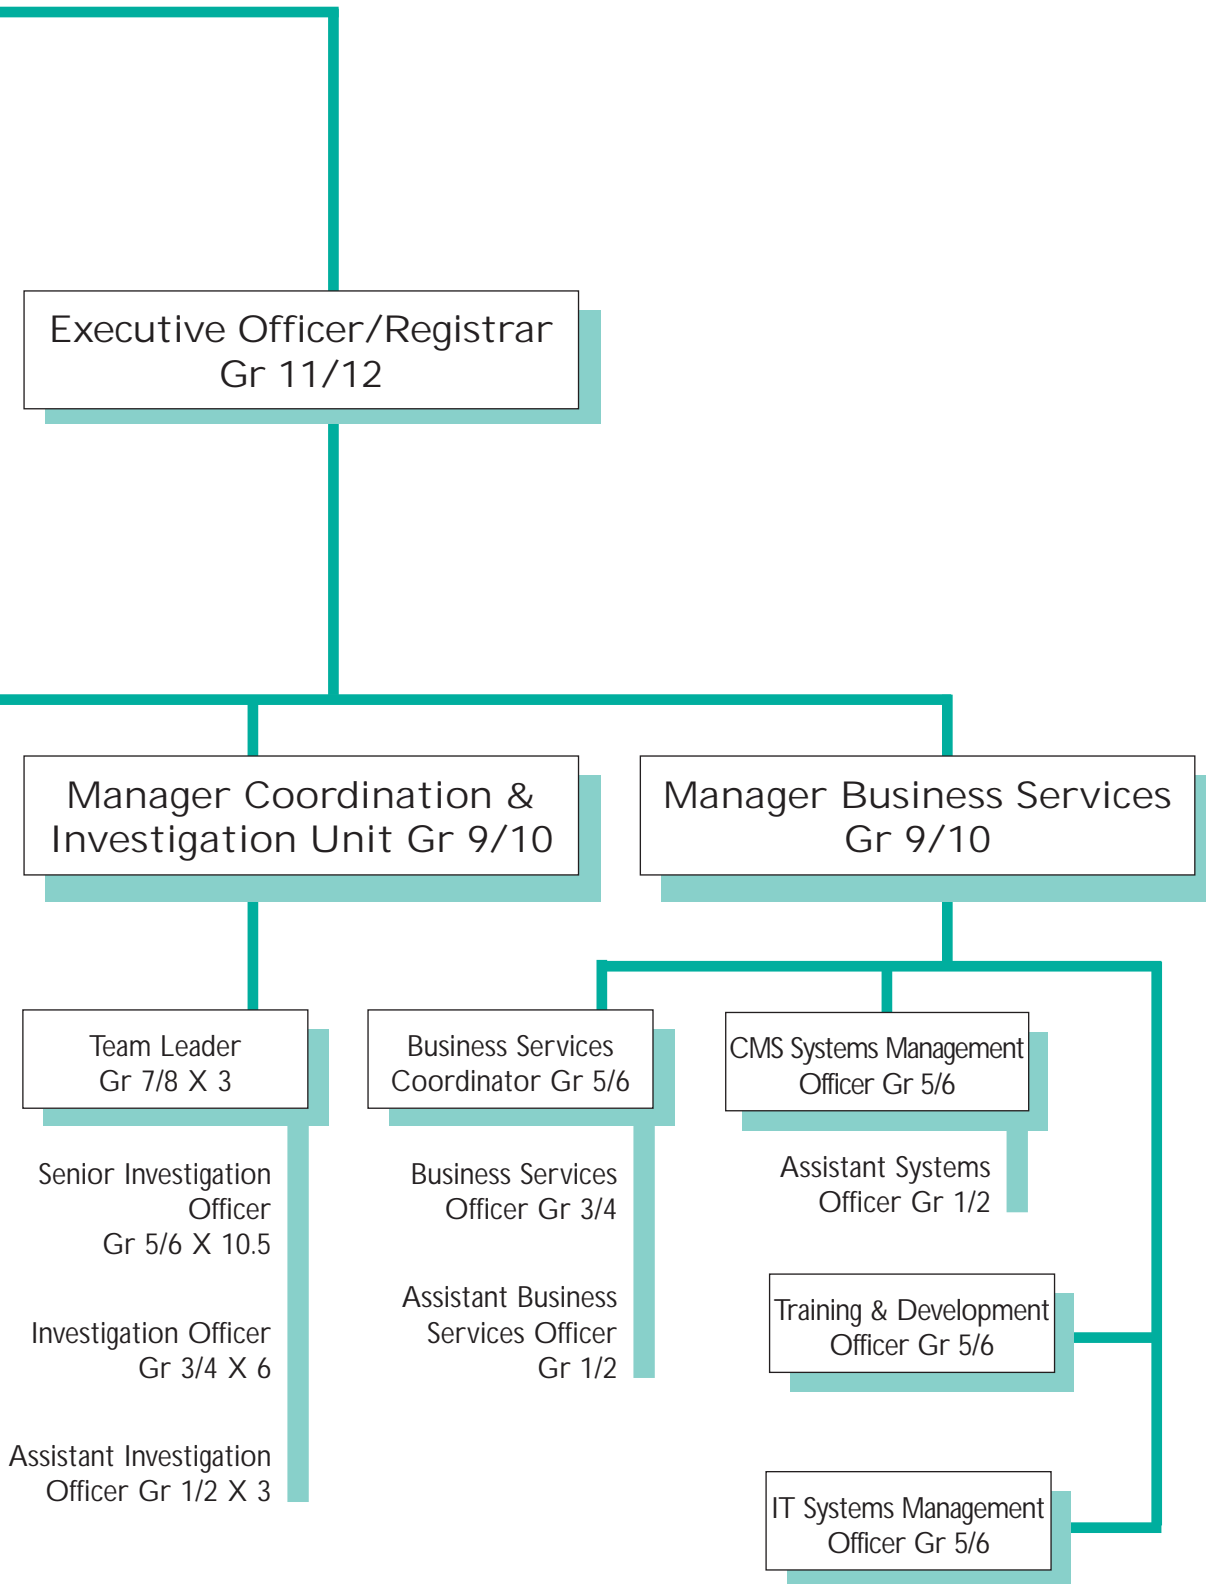 Executive Officer/Registrar
Gr 11/12
Manager Coordination &
Investigation Unit Gr 9/10
Manager Business Services
Gr 9/10
Team Leader
Gr 7/8 X 3
Senior Investigation
Officer
Gr 5/6 X 10.5
Investigation Officer
Gr 3/4 X 6
Assistant Investigation
Officer Gr 1/2 X 3
Business Services
Coordinator Gr 5/6
Business Services
Officer Gr 3/4
Assistant Business
Services Officer
Gr 1/2
CMS Systems Management
Officer Gr 5/6
Assistant Systems
Officer Gr 1/2
Training & Development
Officer Gr 5/6
IT Systems Management
Officer Gr 5/6